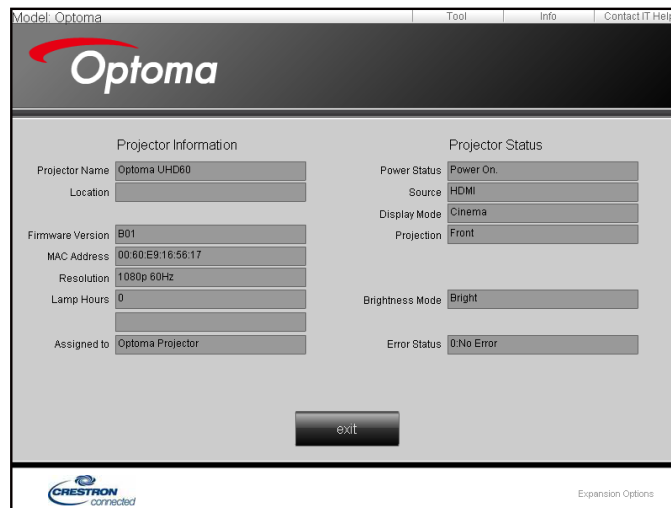 Model: Optoma Tool Info Contact IT Help
Optoma
Projector Information Projector Status
Projector Name Optoma UHD60 Power Status Power On.
Location Source HDMI
Display Mode Cinema
Firmware Version B01 Projection Front
MAC Address 00:60:E9:16:56:17
Resolution 1080p 60Hz
Lamp Hours 0 Brightness Mode Bright
Assigned to Optoma Projector Error Status 0:No Error
exit
CRESTRON
connected Expansion Options